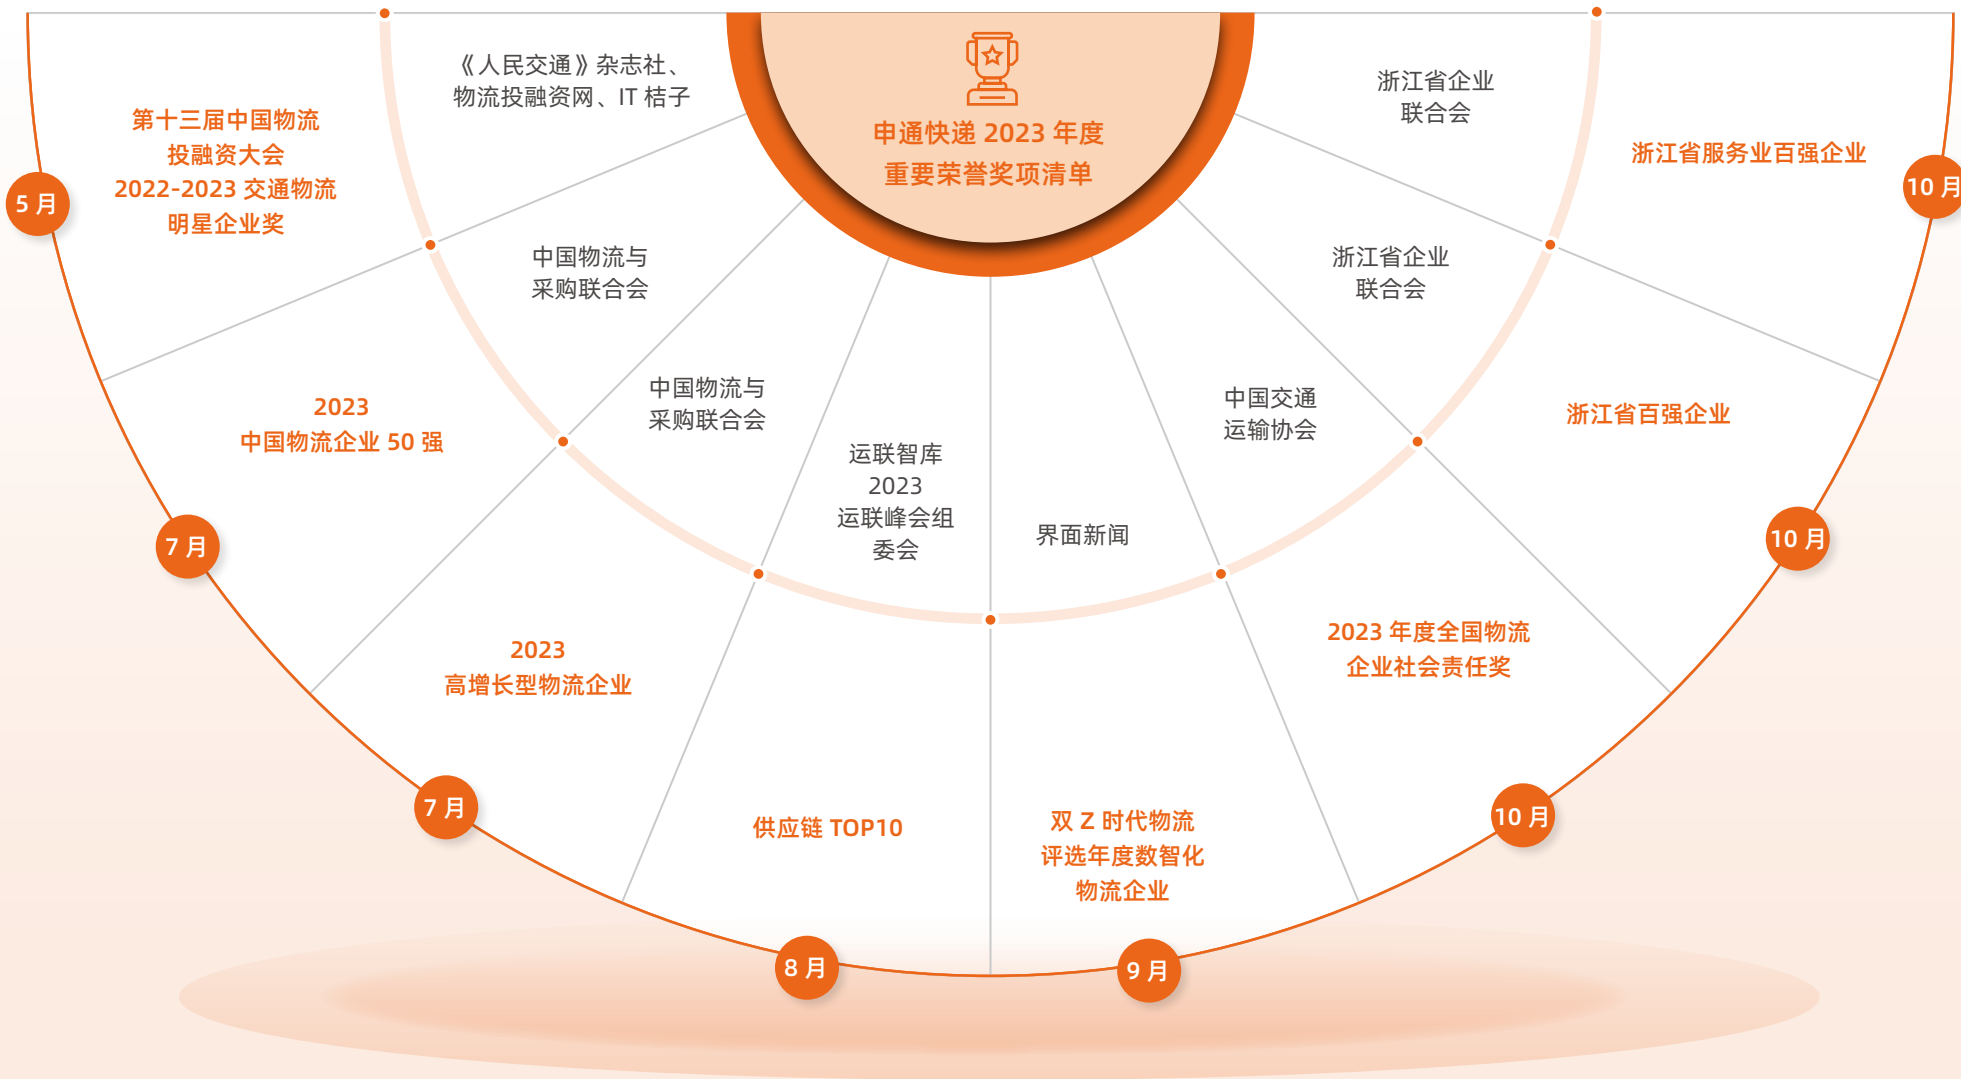 申通快递 2023 年度
重要荣誉奖项清单
《人民交通》杂志社、
物流投融资网、IT 桔子
第十三届中国物流
投融资大会
2022-2023 交通物流
明星企业奖
5 月
中国物流与
采购联合会
2023
中国物流企业 50 强
7 月
中国物流与
采购联合会
2023
高增长型物流企业
7 月
运联智库
2023
运联峰会组
委会
供应链 TOP10
8 月
界面新闻
双 Z 时代物流
评选年度数智化
物流企业
9 月
中国交通
运输协会
2023 年度全国物流
企业社会责任奖
10 月
浙江省企业
联合会
浙江省百强企业
10 月
浙江省企业
联合会
浙江省服务业百强企业
10 月